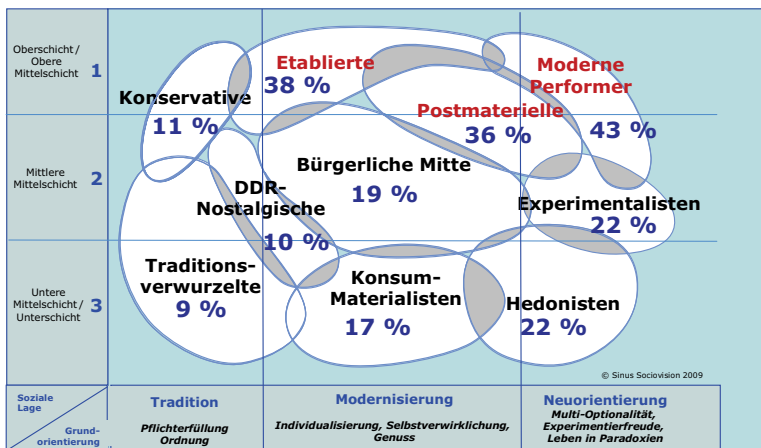 Oberschicht /
Obere
Mittelschicht
1
Etablierte
38 %
Moderne
Performer
43 %
Konservative
11 %
Postmaterielle
36 %
Mittlere
Mittelschicht
2
Bürgerliche Mitte
19 %
DDR-
Nostalgische
10 %
Experimentalisten
22 %
Untere
Mittelschicht /
Unterschicht
3
Traditions-
verwurzelte
9 %
Konsum-
Materialisten
17 %
Hedonisten
22 %
© Sinus Sociovision 2009
Soziale
Lage
Grund-
orientierung
Tradition
Pflichterfüllung
Ordnung
Modernisierung
Individualisierung, Selbstverwirklichung,
Genuss
Neuorientierung
Multi-Optionalität,
Experimentierfreude,
Leben in Paradoxien